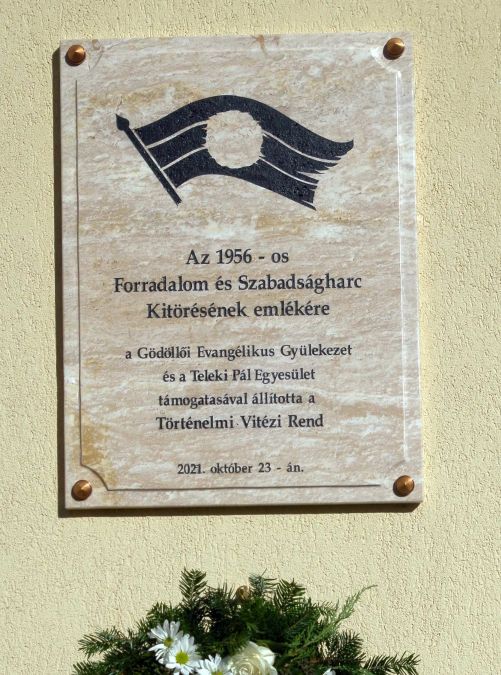 Az 1956 - os
Forradalom és Szabadságharc
Kitörésének emlékére
a Gödöllői Evangélikus Gyülekezet
és a Teleki Pál Egyesület
támogatasával állította a
Történelmi Vitézi Rend
2021. október 23 - án.